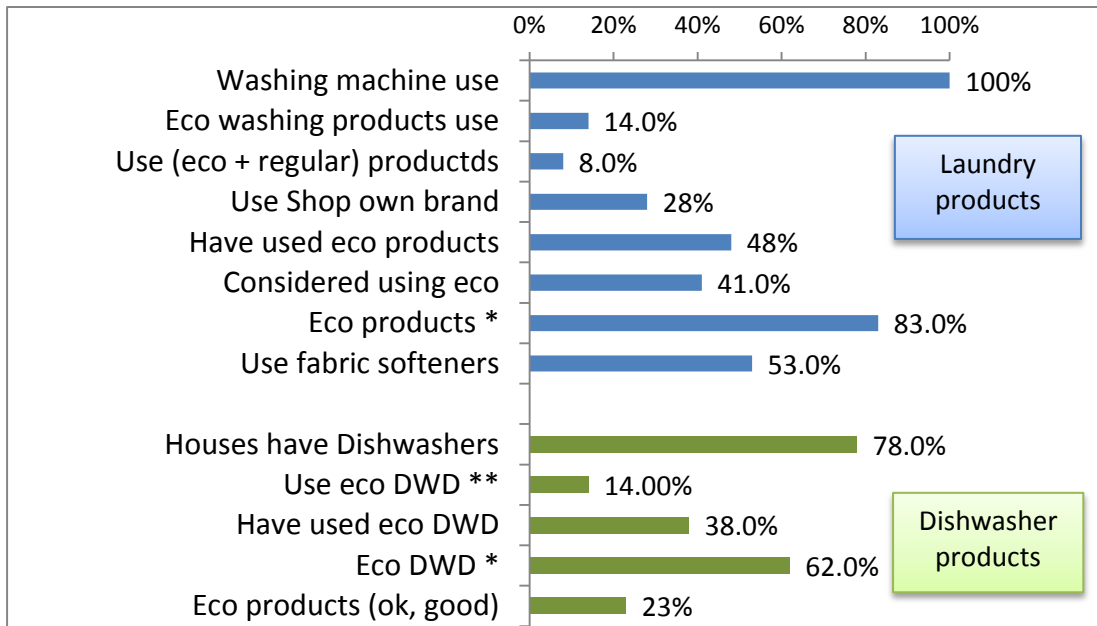 0% 20% 40% 60% 80% 100%
Washing machine use 100%
Eco washing products use 14.0%
Use (eco + regular) productds 8.0%
Use Shop own brand 28%
Have used eco products 48%
Considered using eco 41.0%
Eco products * 83.0%
Use fabric softeners 53.0%
Laundry
products
Houses have Dishwashers 78.0%
Use eco DWD ** 14.00%
Have used eco DWD 38.0%
Eco DWD * 62.0%
Eco products (ok, good) 23%
Dishwasher
products